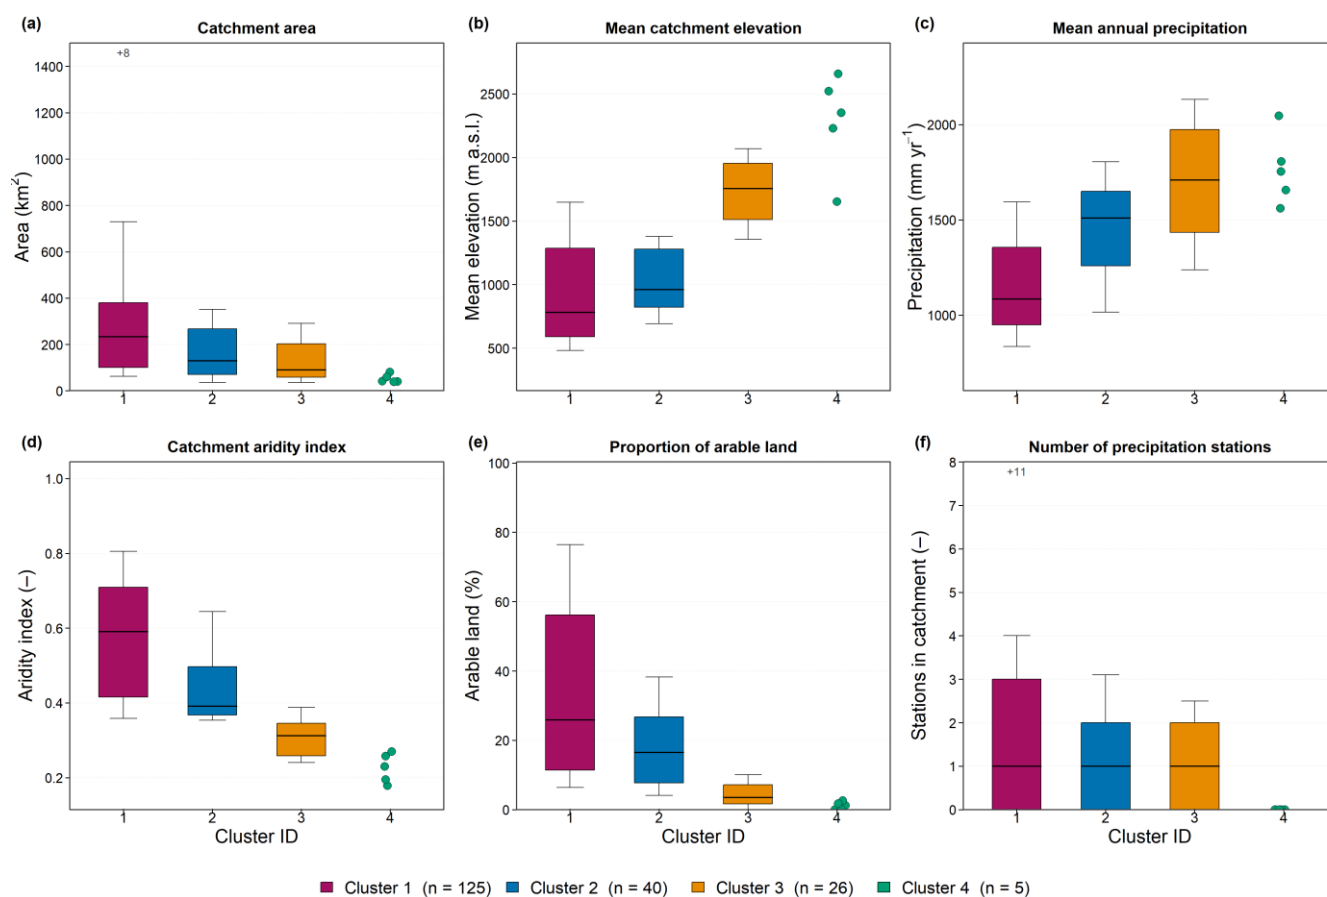 (a)
Catchment area
+8
Area (km²)
1400
1200
1000
800
600
400
200
0
1 2 3 4
(b)
Mean catchment elevation
Mean elevation (m a.s.l.)
2500
2000
1500
1000
500
1 2 3 4
(c)
Mean annual precipitation
Precipitation (mm yr⁻¹)
2000
1500
1000
1 2 3 4
(d)
Catchment aridity index
Aridity index (–)
1.0
0.8
0.6
0.4
0.2
1 2 3 4
Cluster ID
(e)
Proportion of arable land
Arable land (%)
100
80
60
40
20
0
1 2 3 4
Cluster ID
(f)
Number of precipitation stations
+11
Stations in catchment (–)
8
7
6
5
4
3
2
1
0
1 2 3 4
Cluster ID
Cluster 1 (n = 125) Cluster 2 (n = 40) Cluster 3 (n = 26) Cluster 4 (n = 5)